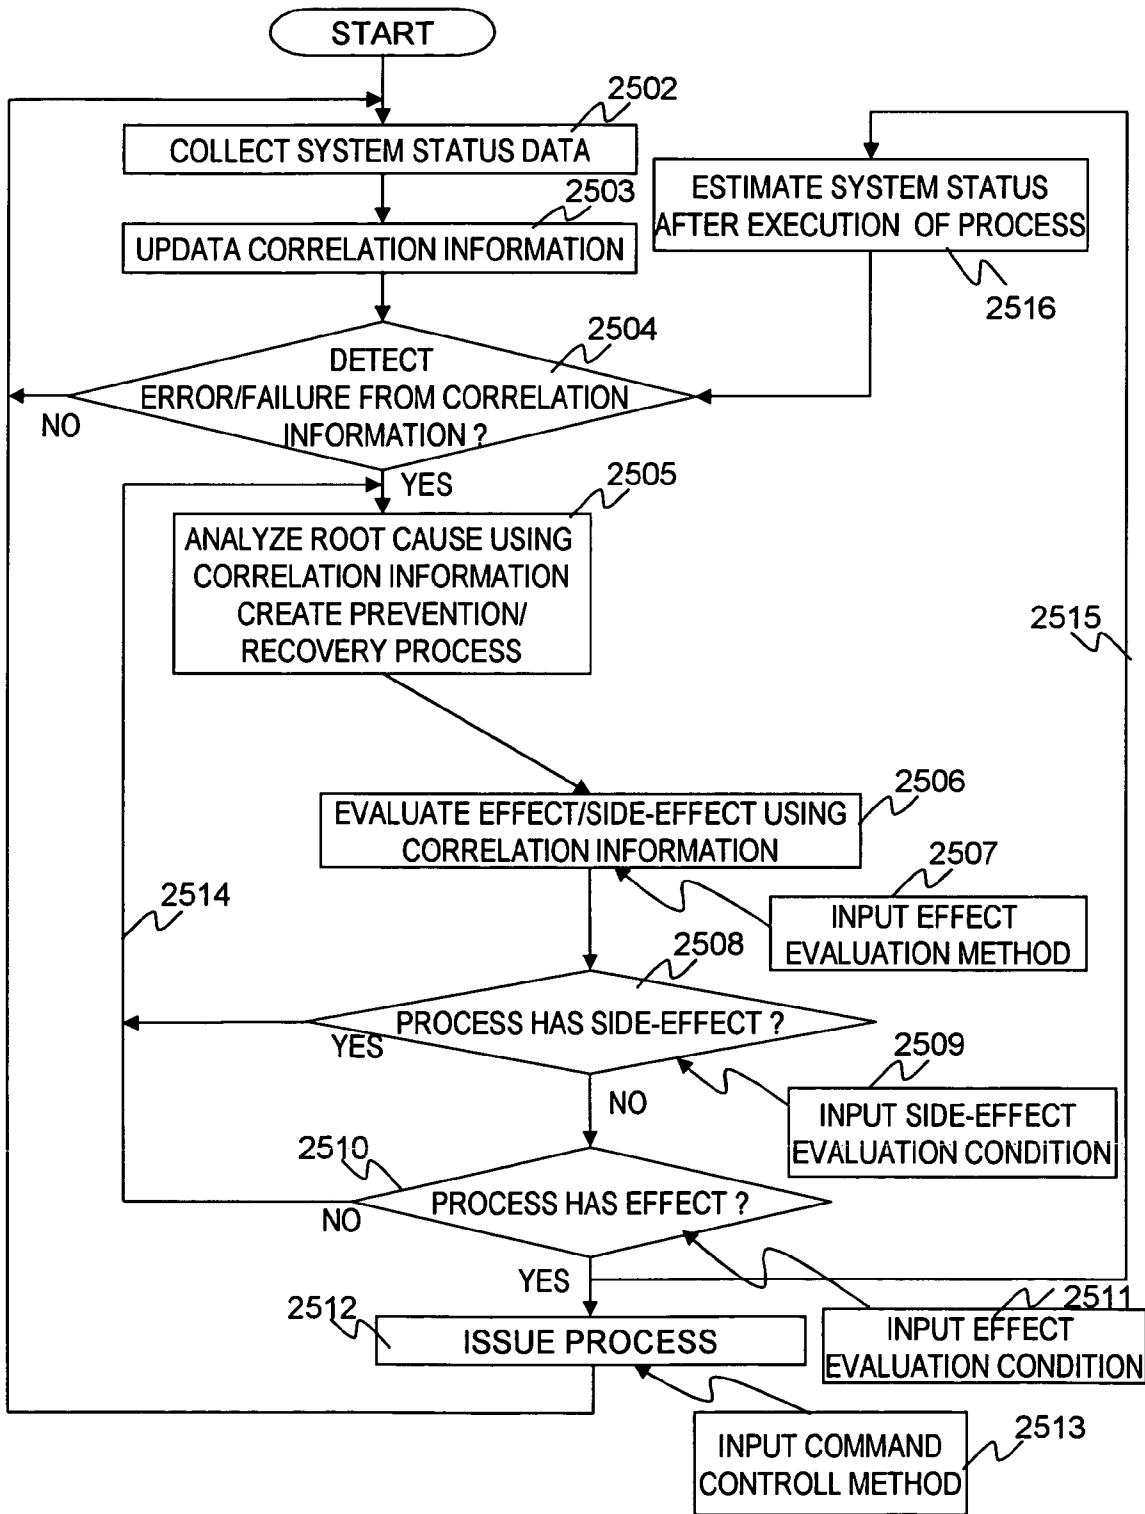 START
2502
COLLECT SYSTEM STATUS DATA
2503
UPDATA CORRELATION INFORMATION
ESTIMATE SYSTEM STATUS
AFTER EXECUTION OF PROCESS
2516
2504
DETECT
ERROR/FAILURE FROM CORRELATION
INFORMATION ?
NO
YES
2505
ANALYZE ROOT CAUSE USING
CORRELATION INFORMATION
CREATE PREVENTION/
RECOVERY PROCESS
2515
2506
EVALUATE EFFECT/SIDE-EFFECT USING
CORRELATION INFORMATION
2507
INPUT EFFECT
EVALUATION METHOD
2514
2508
PROCESS HAS SIDE-EFFECT ?
YES
NO
2509
INPUT SIDE-EFFECT
EVALUATION CONDITION
2510
PROCESS HAS EFFECT ?
NO
YES
2511
INPUT EFFECT
EVALUATION CONDITION
2512
ISSUE PROCESS
2513
INPUT COMMAND
CONTROLL METHOD